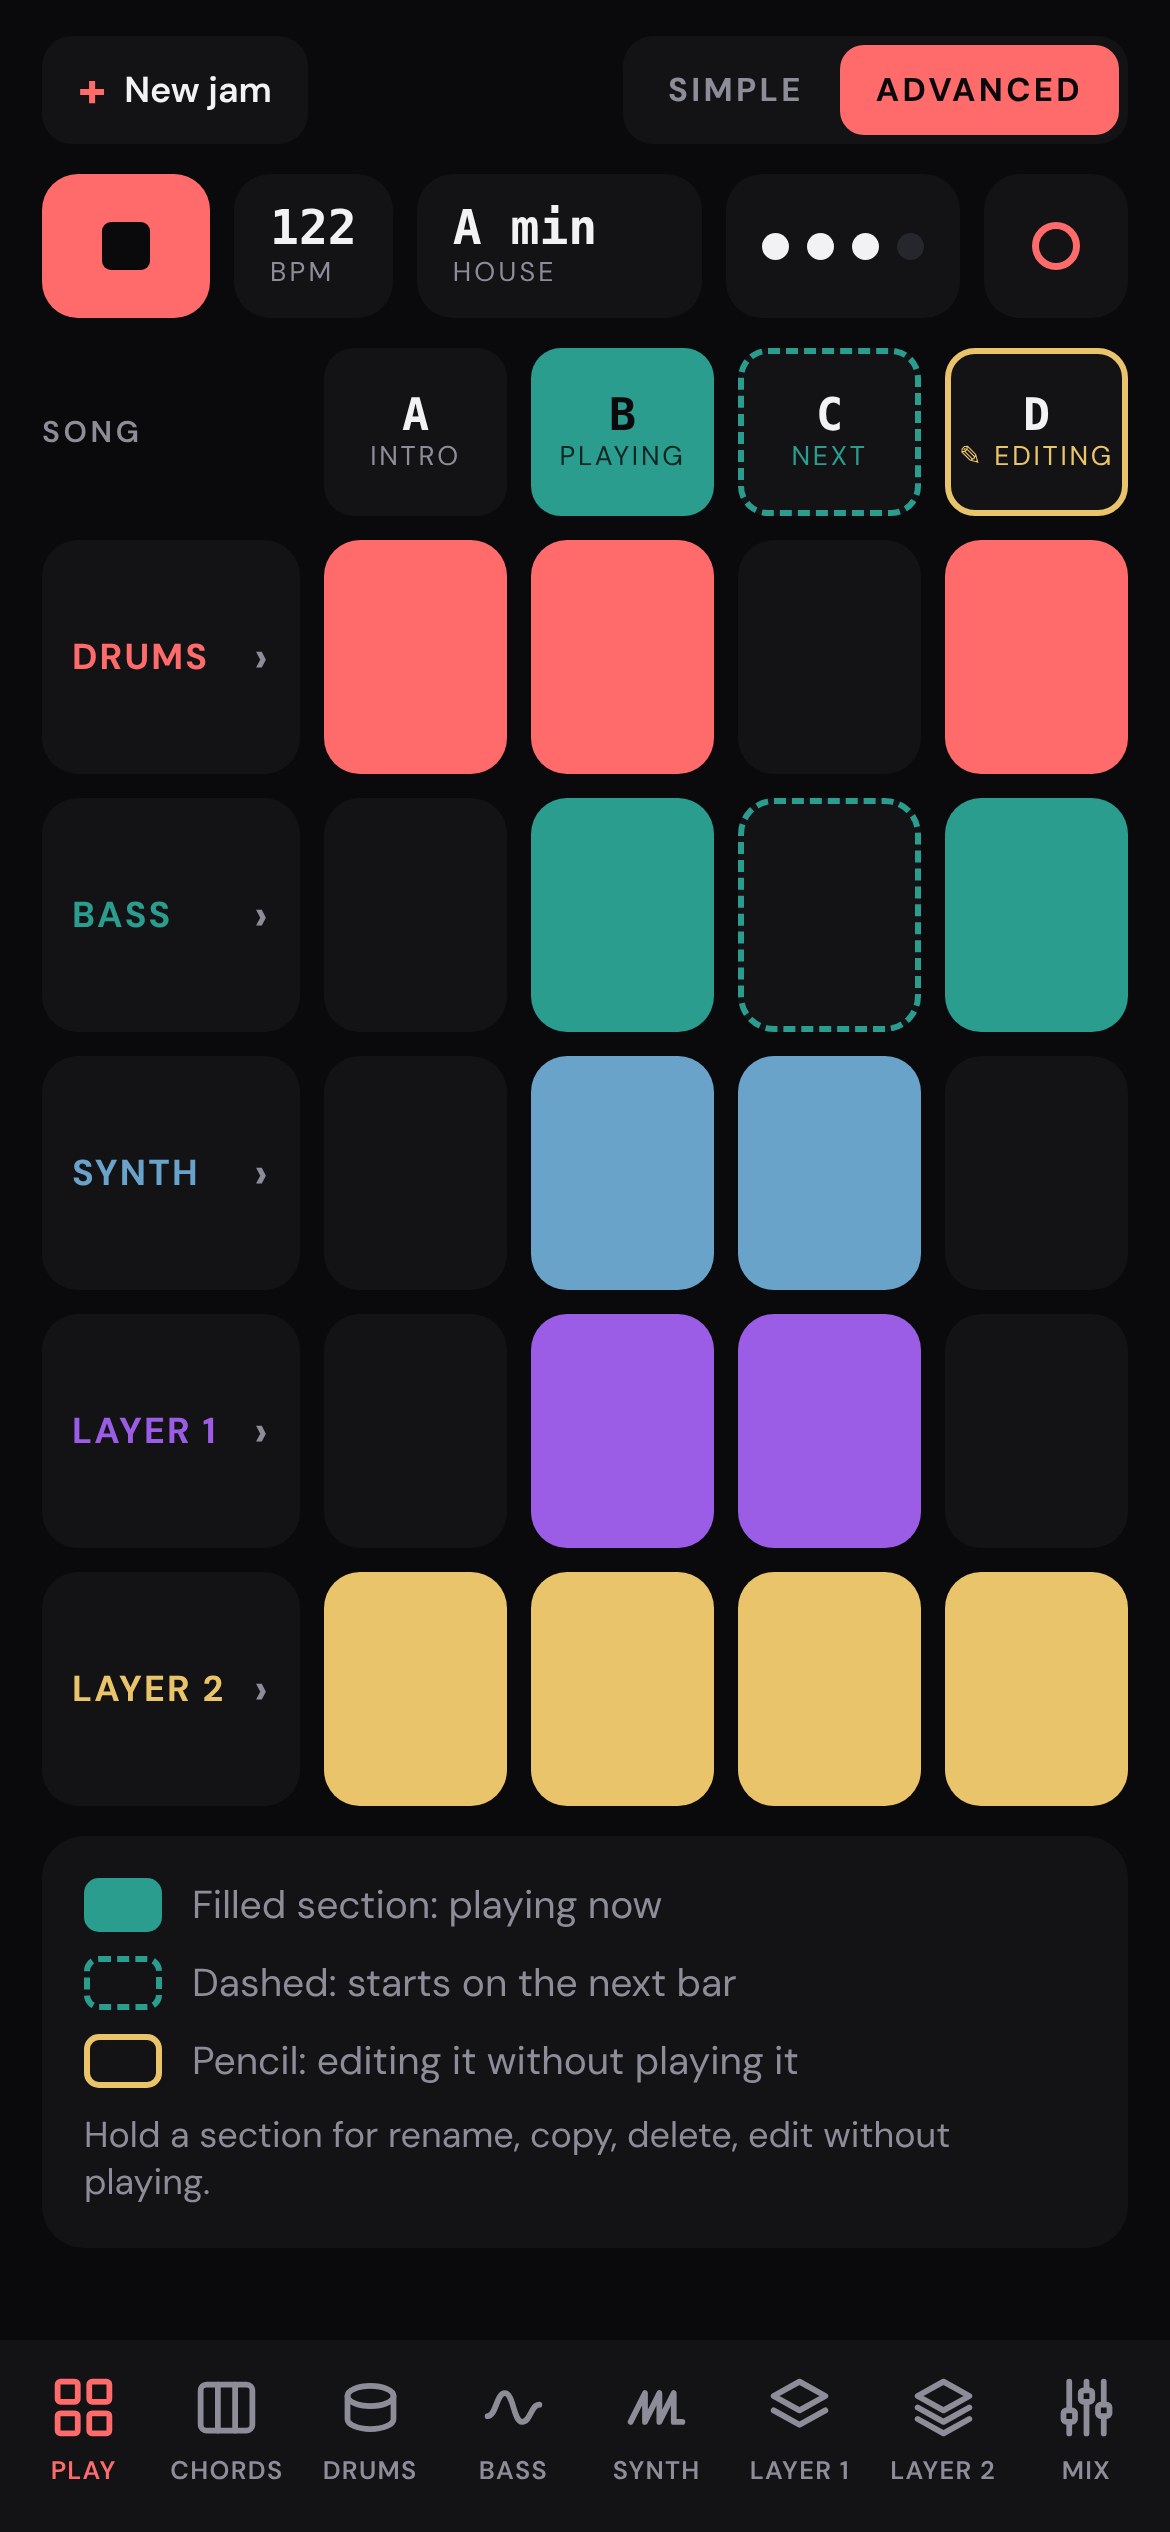 + New jam
SIMPLE
ADVANCED
122
BPM
A min
HOUSE
SONG
A
INTRO
B
PLAYING
C
NEXT
D
✎ EDITING
DRUMS ›
BASS ›
SYNTH ›
LAYER 1 ›
LAYER 2 ›
Filled section: playing now
Dashed: starts on the next bar
Pencil: editing it without playing it
Hold a section for rename, copy, delete, edit without
playing.
PLAY
CHORDS
DRUMS
BASS
SYNTH
LAYER 1
LAYER 2
MIX